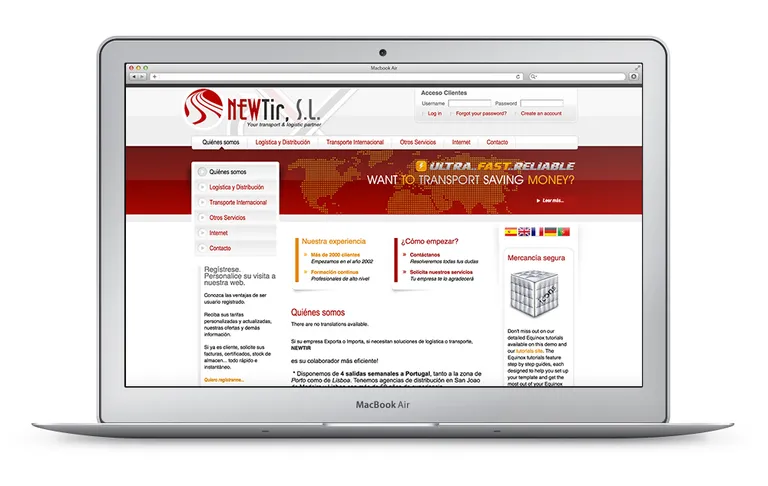 Macbook Air
NEWTir, S.L.
Your transport & logistic partner
Acceso Clientes
Username Password
Log in Forgot your password? Create an account
Quiénes somos Logística y Distribución Transporte Internacional Otros Servicios Internet Contacto
ULTRA..FAST..RELIABLE
WANT TO TRANSPORT SAVING MONEY?
Leer más...
Quiénes somos
Logística y Distribución
Transporte Internacional
Otros Servicios
Internet
Contacto
Regístrese.
Personalice su visita a
nuestra web.
Conozca las ventajas de ser
usuario registrado.
Reciba sus tarifas
personalizadas y actualizadas,
nuestras ofertas y demás
información.
Si ya es cliente, solicite sus
facturas, certificados, stock de
almacen... todo rápido e
instantáneo.
Quiero registrarme...
Nuestra experiencia
Más de 2000 clientes
Empezamos en el año 2002
Formación continua
Profesionales de alto nivel
¿Cómo empezar?
Contáctanos
Resolveremos todas tus dudas
Solicita nuestros servicios
Tu empresa te lo agradecerá
Quiénes somos
There are no translations available.
Si su empresa Exporta o Importa, si necesitan soluciones de logística o transporte,
NEWTIR
es su colaborador más eficiente!
* Disponemos de 4 salidas semanales a Portugal, tanto a la zona de
Porto como de Lisboa. Tenemos agencias de distribución en San Joao
Mercancía segura
Don't miss out on our
detailed Equinox tutorials
available on this demo and
our tutorials site. The
Equinox tutorials feature
step by step guides, each
designed to help you set up
your template and get the
most out of your Equinox
MacBook Air